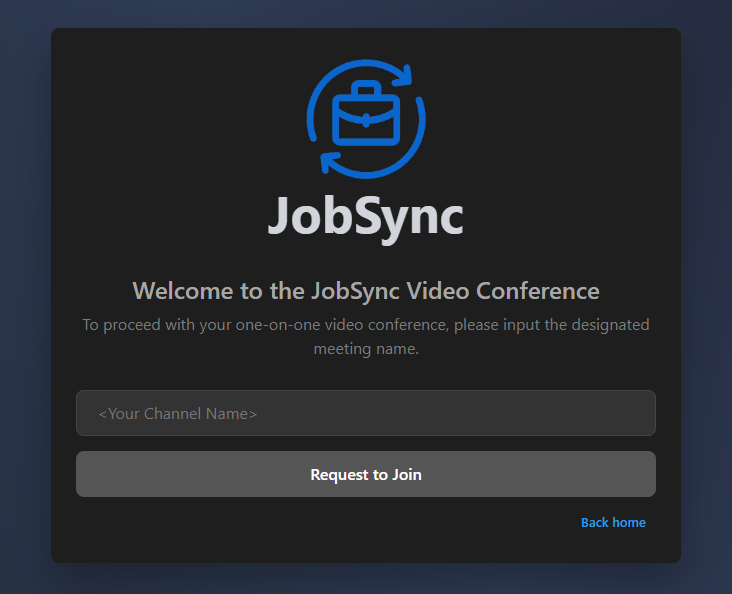 JobSync
Welcome to the JobSync Video Conference
To proceed with your one-on-one video conference, please input the designated
meeting name.
<Your Channel Name>
Request to Join
Back home